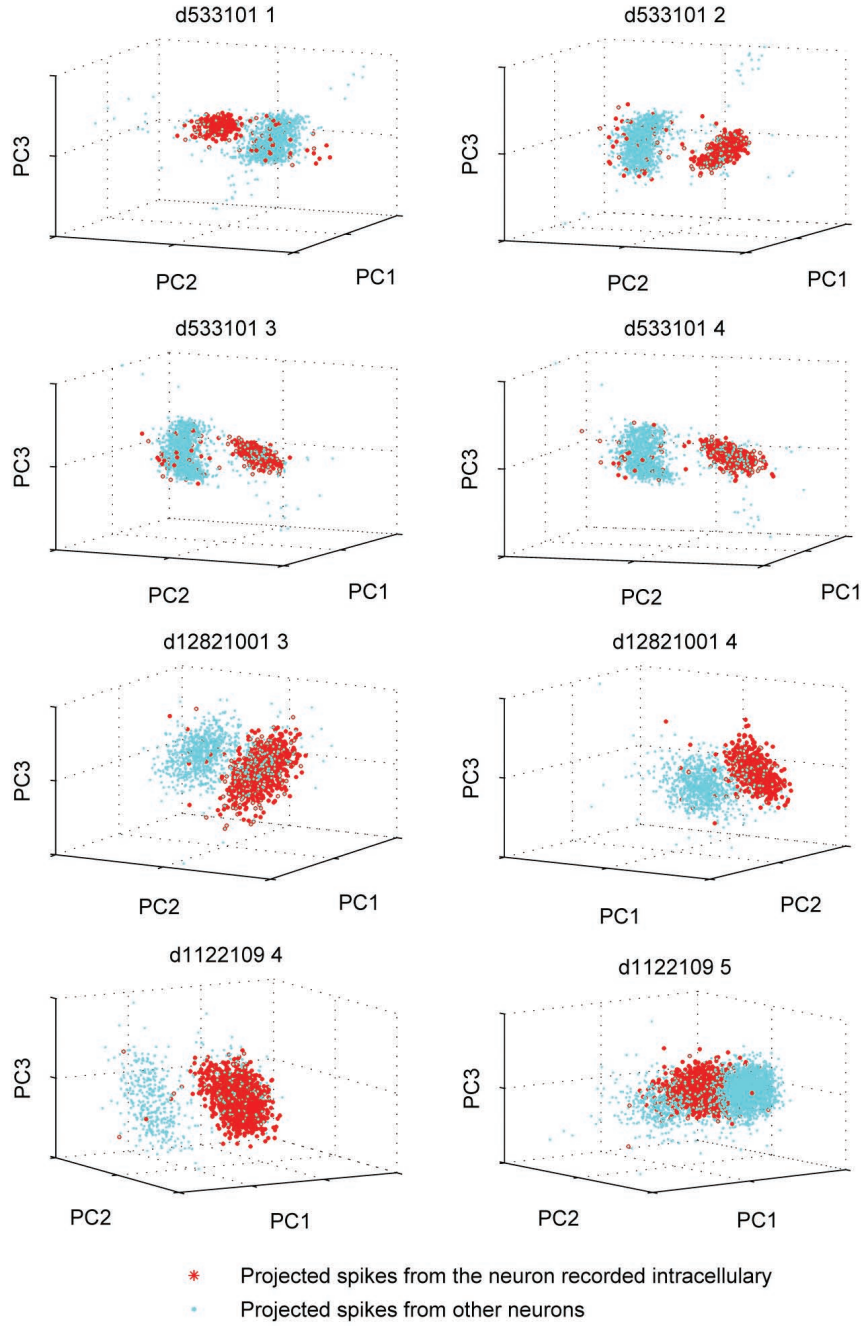 d533101 1
d533101 2
PC3
PC2
PC1
PC3
PC2
PC1
d533101 3
d533101 4
PC3
PC2
PC1
PC3
PC2
PC1
d12821001 3
d12821001 4
PC3
PC2
PC1
PC3
PC1
PC2
d1122109 4
d1122109 5
PC3
PC2
PC1
PC3
PC2
PC1
Projected spikes from the neuron recorded intracellulary
Projected spikes from other neurons